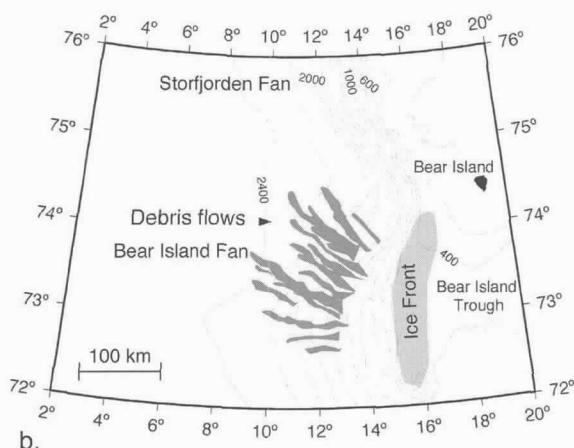 2° 4° 6° 8° 10° 12° 14° 16° 18° 20°
76° 76°
Storfjorden Fan 2000 1000 600
75° 75°
Bear Island
2400
74° 74°
Debris flows
Bear Island Fan
400
Ice Front
Bear Island
Trough
73° 73°
100 km
72° 72°
2° 4° 6° 8° 10° 12° 14° 16° 18° 20°
b.